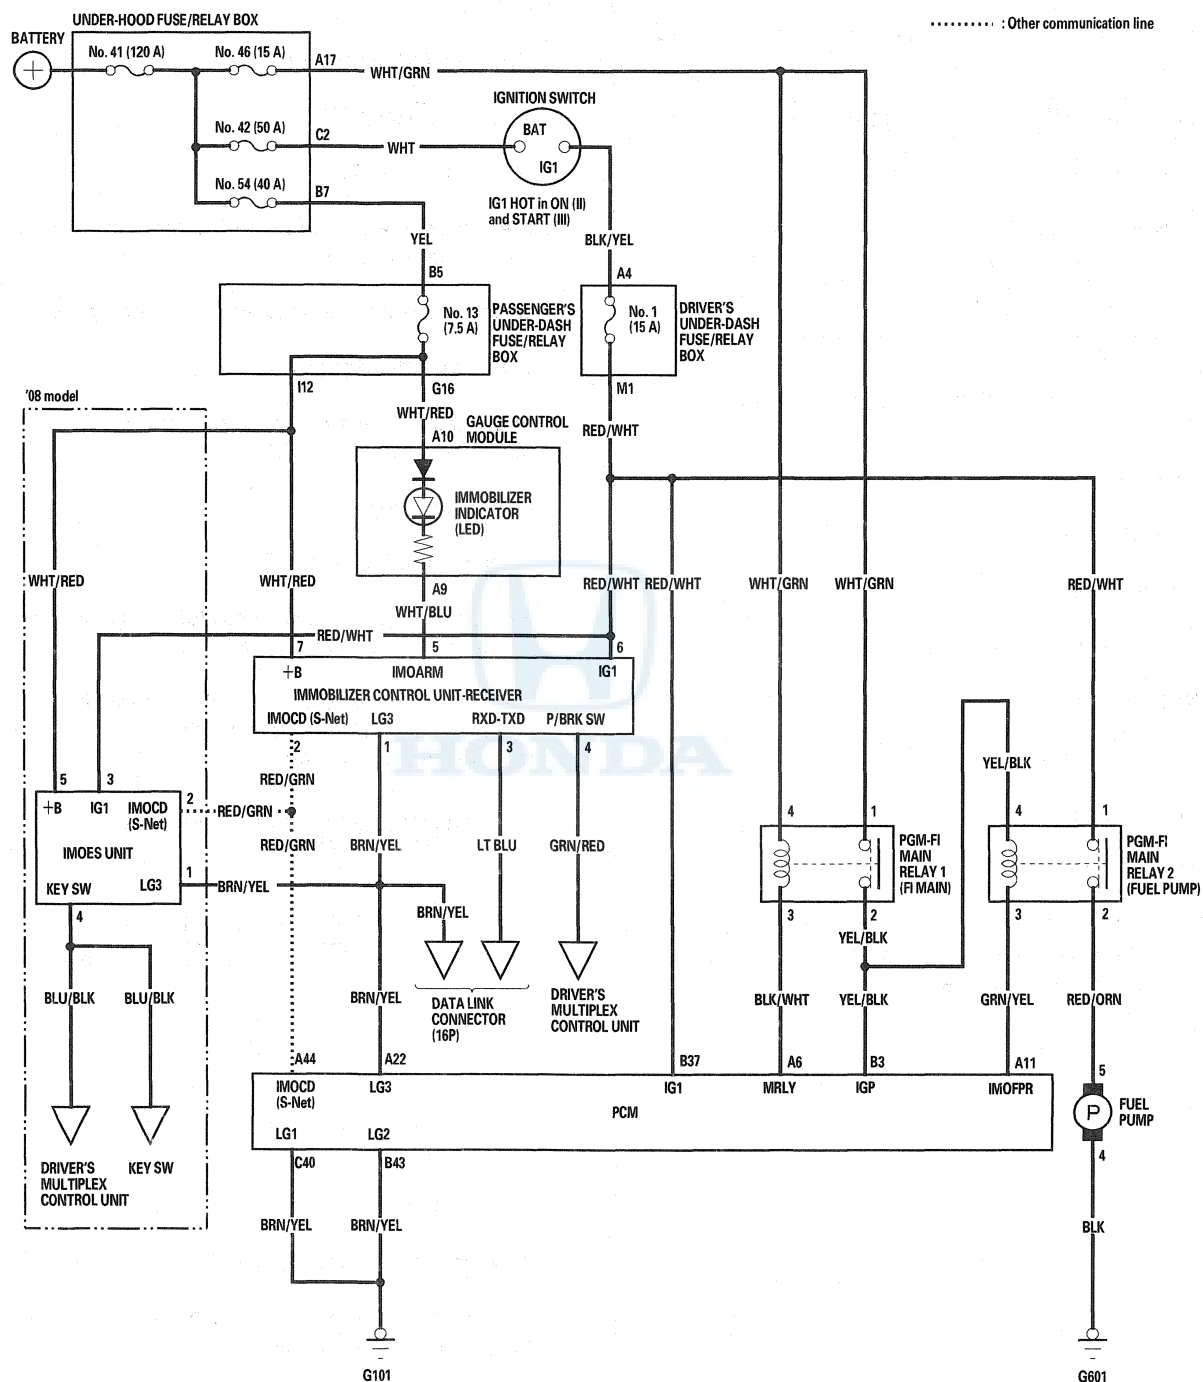 UNDER-HOOD FUSE/RELAY BOX
: Other communication line
BATTERY
No. 41 (120 A)
No. 46 (15 A)
A17
WHT/GRN
IGNITION SWITCH
BAT
IG1
No. 42 (50 A)
C2
WHT
No. 54 (40 A)
B7
IG1 HOT in ON (II)
and START (III)
YEL
BLK/YEL
B5
A4
No. 13
(7.5 A)
PASSENGER'S
UNDER-DASH
FUSE/RELAY
BOX
No. 1
(15 A)
DRIVER'S
UNDER-DASH
FUSE/RELAY
BOX
I12
G16
M1
'08 model
WHT/RED
GAUGE CONTROL
MODULE
A10
RED/WHT
IMMOBILIZER
INDICATOR
(LED)
WHT/RED
WHT/RED
A9
WHT/BLU
RED/WHT
RED/WHT
WHT/GRN
WHT/GRN
RED/WHT
RED/WHT
7
5
6
+B
IMOARM
IG1
IMMOBILIZER CONTROL UNIT-RECEIVER
IMOCD (S-Net)
LG3
RXD-TXD
P/BRK SW
HONDA
2
1
3
4
RED/GRN
YEL/BLK
5
3
2
+B
IG1
IMOCD
(S-Net)
RED/GRN
IMOES UNIT
RED/GRN
BRN/YEL
LT BLU
GRN/RED
4
1
PGM-FI
MAIN
RELAY 1
(FI MAIN)
4
1
PGM-FI
MAIN
RELAY 2
(FUEL PUMP)
KEY SW
LG3
1
BRN/YEL
4
BRN/YEL
3
2
3
2
YEL/BLK
BLU/BLK
BLU/BLK
BRN/YEL
DATA LINK
CONNECTOR
(16P)
DRIVER'S
MULTIPLEX
CONTROL UNIT
BLK/WHT
YEL/BLK
GRN/YEL
RED/ORN
A44
A22
B37
A6
B3
A11
5
IMOCD
(S-Net)
LG3
IG1
MRLY
IGP
IMOFPR
PCM
P
FUEL
PUMP
LG1
LG2
4
C40
B43
DRIVER'S
MULTIPLEX
CONTROL UNIT
KEY SW
BRN/YEL
BRN/YEL
BLK
G101
G601